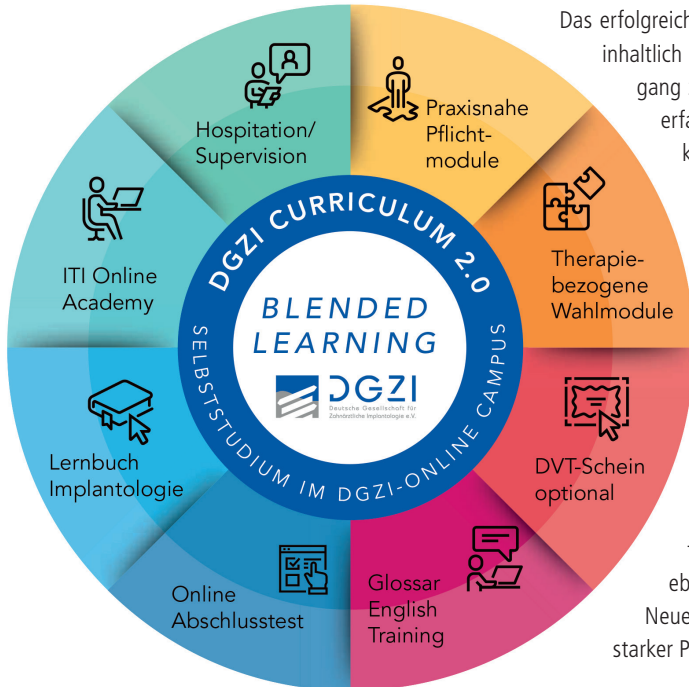 Das erfolgreich
inhaltlich
gang
Hospitation/
Supervision
Praxisnahe
Pflicht-
module
Therapie-
bezogene
Wahlmodule
DVT-Schein
optional
Glossar
English
Training
Online
Abschlusstest
Lernbuch
Implantologie
ITI Online
Academy
DGZI CURRICULUM 2.0
BLENDED
LEARNING
DGZI
Deutsche Gesellschaft für
Zahnärztliche Implantologie e.V.
SELBSTSTUDIUM IM DGZI-ONLINE CAMPUS
Neue
starker